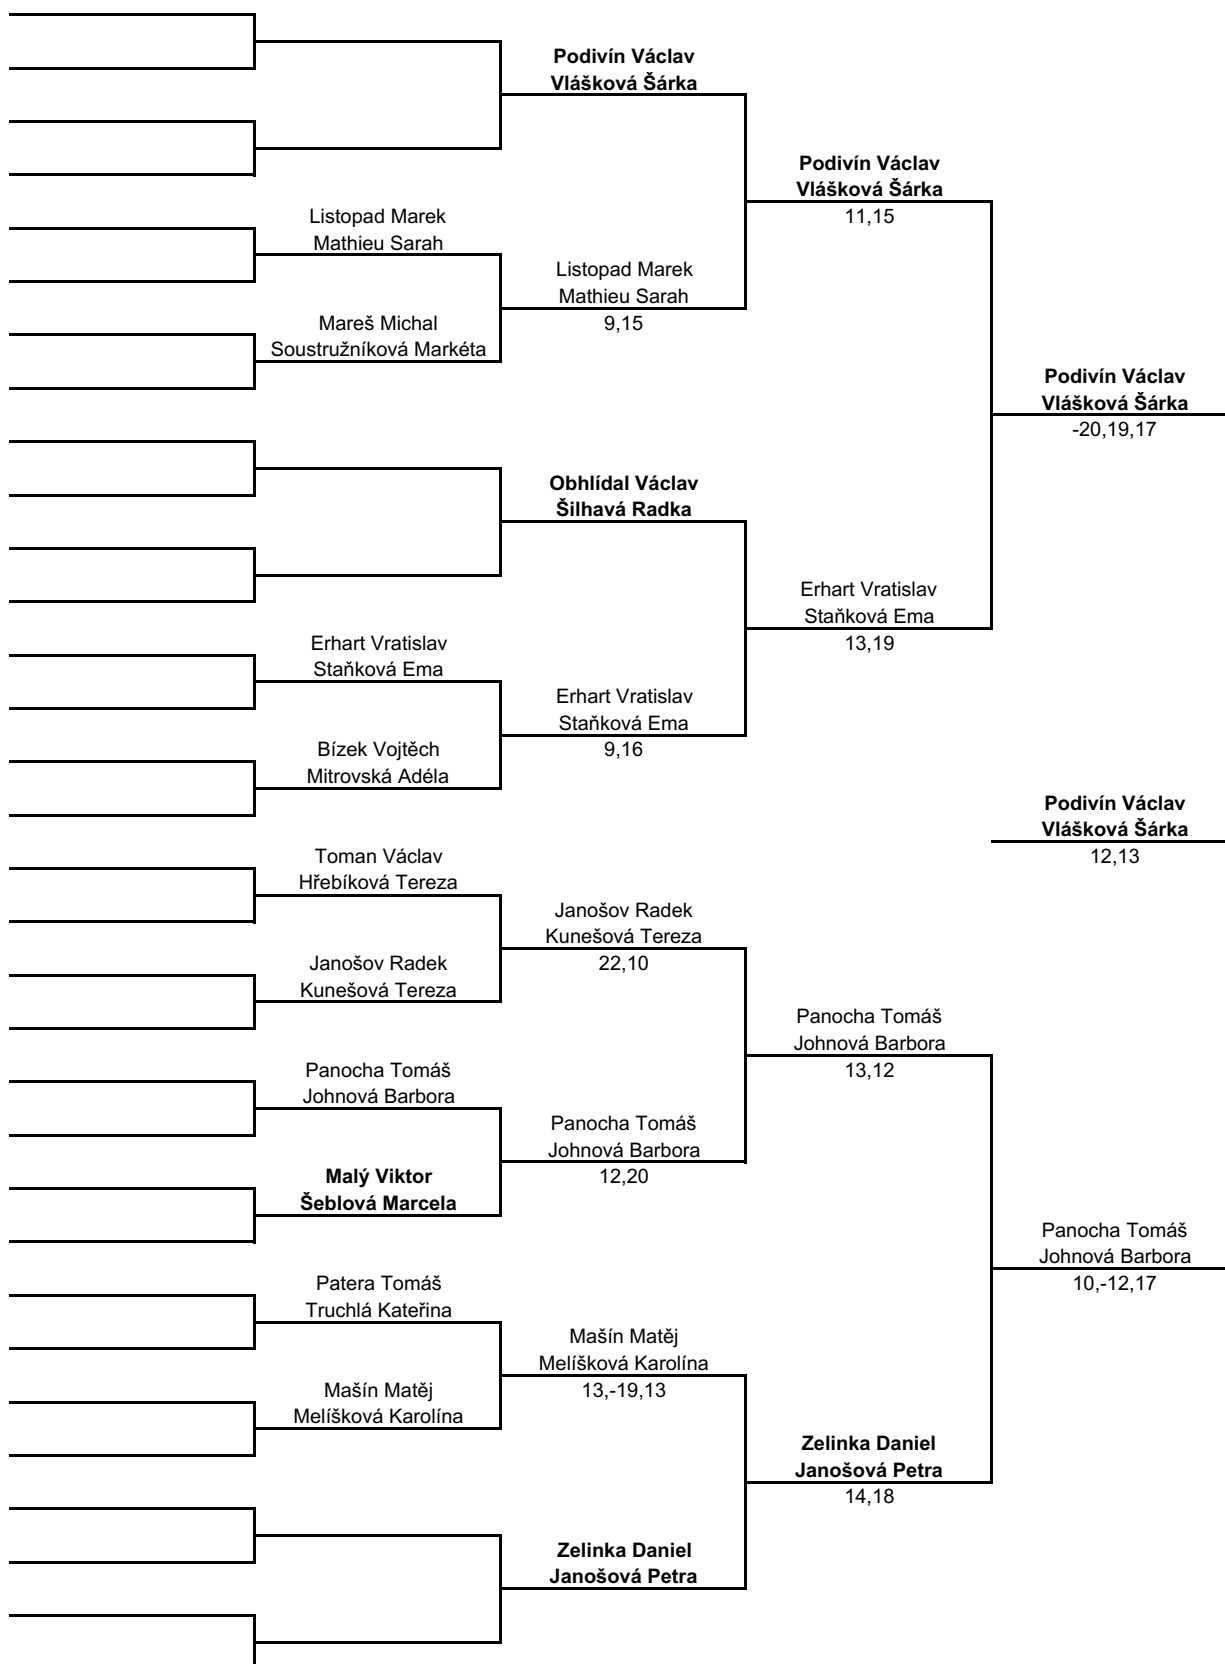 Podivín Václav
Vlášková Šárka
Podivín Václav
Vlášková Šárka
11,15
Listopad Marek
Mathieu Sarah
Listopad Marek
Mathieu Sarah
9,15
Mareš Michal
Soustružníková Markéta
Podivín Václav
Vlášková Šárka
-20,19,17
Obhlídal Václav
Šilhavá Radka
Erhart Vratislav
Staňková Ema
13,19
Erhart Vratislav
Staňková Ema
Erhart Vratislav
Staňková Ema
9,16
Bízek Vojtěch
Mitrovská Adéla
Podivín Václav
Vlášková Šárka
12,13
Toman Václav
Hřebíková Tereza
Janošov Radek
Kunešová Tereza
22,10
Janošov Radek
Kunešová Tereza
Panocha Tomáš
Johnová Barbora
13,12
Panocha Tomáš
Johnová Barbora
Panocha Tomáš
Johnová Barbora
12,20
Malý Viktor
Šeblová Marcela
Panocha Tomáš
Johnová Barbora
10,-12,17
Patera Tomáš
Truchlá Kateřina
Mašín Matěj
Melíšková Karolína
13,-19,13
Mašín Matěj
Melíšková Karolína
Zelinka Daniel
Janošová Petra
14,18
Zelinka Daniel
Janošová Petra